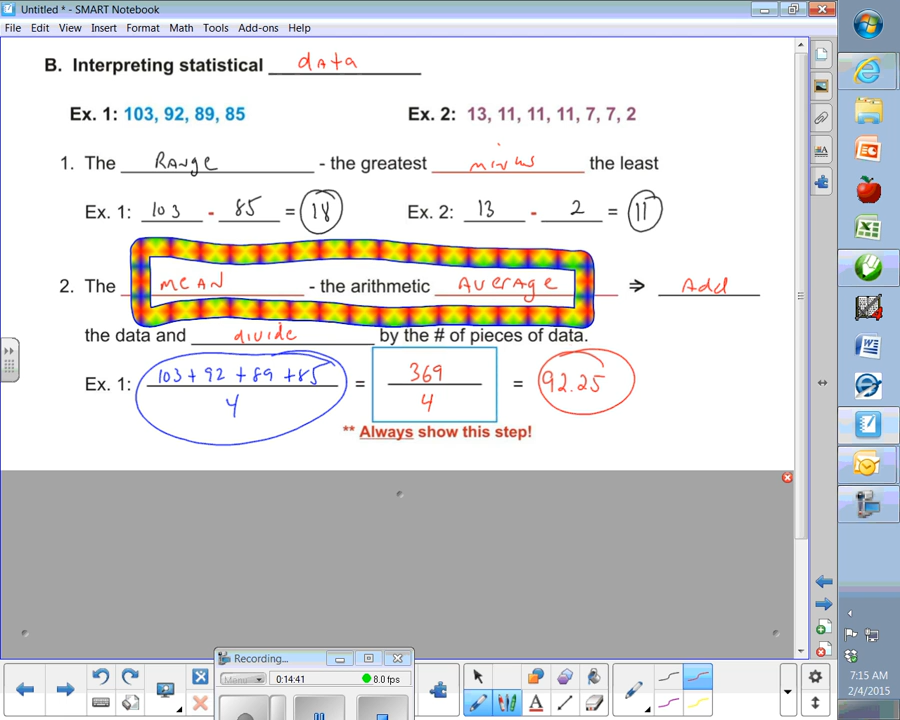 Untitled * - SMART Notebook
File Edit View Insert Format Math Tools Add-ons Help
B. Interpreting statistical data
Ex. 1: 103, 92, 89, 85 Ex. 2: 13, 11, 11, 11, 7, 7, 2
1. The Range - the greatest minus the least
Ex. 1: 103 - 85 = 18 Ex. 2: 13 - 2 = 11
2. The mean - the arithmetic average ⇒ Add
the data and divide by the # of pieces of data.
Ex. 1: 103 + 92 + 89 + 85 / 4 = 369 / 4 = 92.25
** Always show this step!
Recording...
Menu 0:14:41 8.0 fps
7:15 AM
2/4/2015